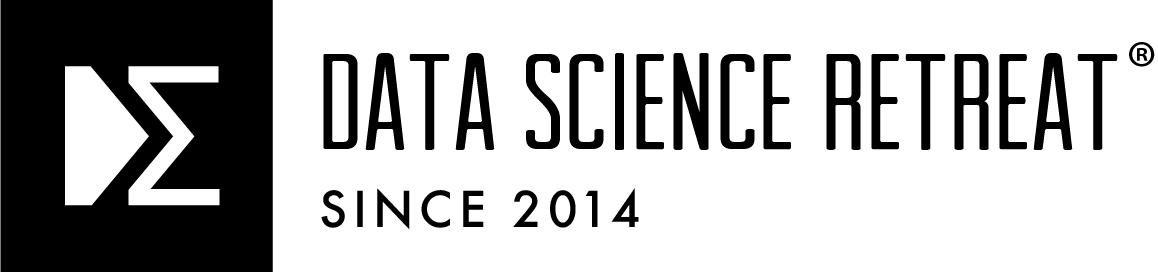 DATA SCIENCE RETREAT®
SINCE 2014